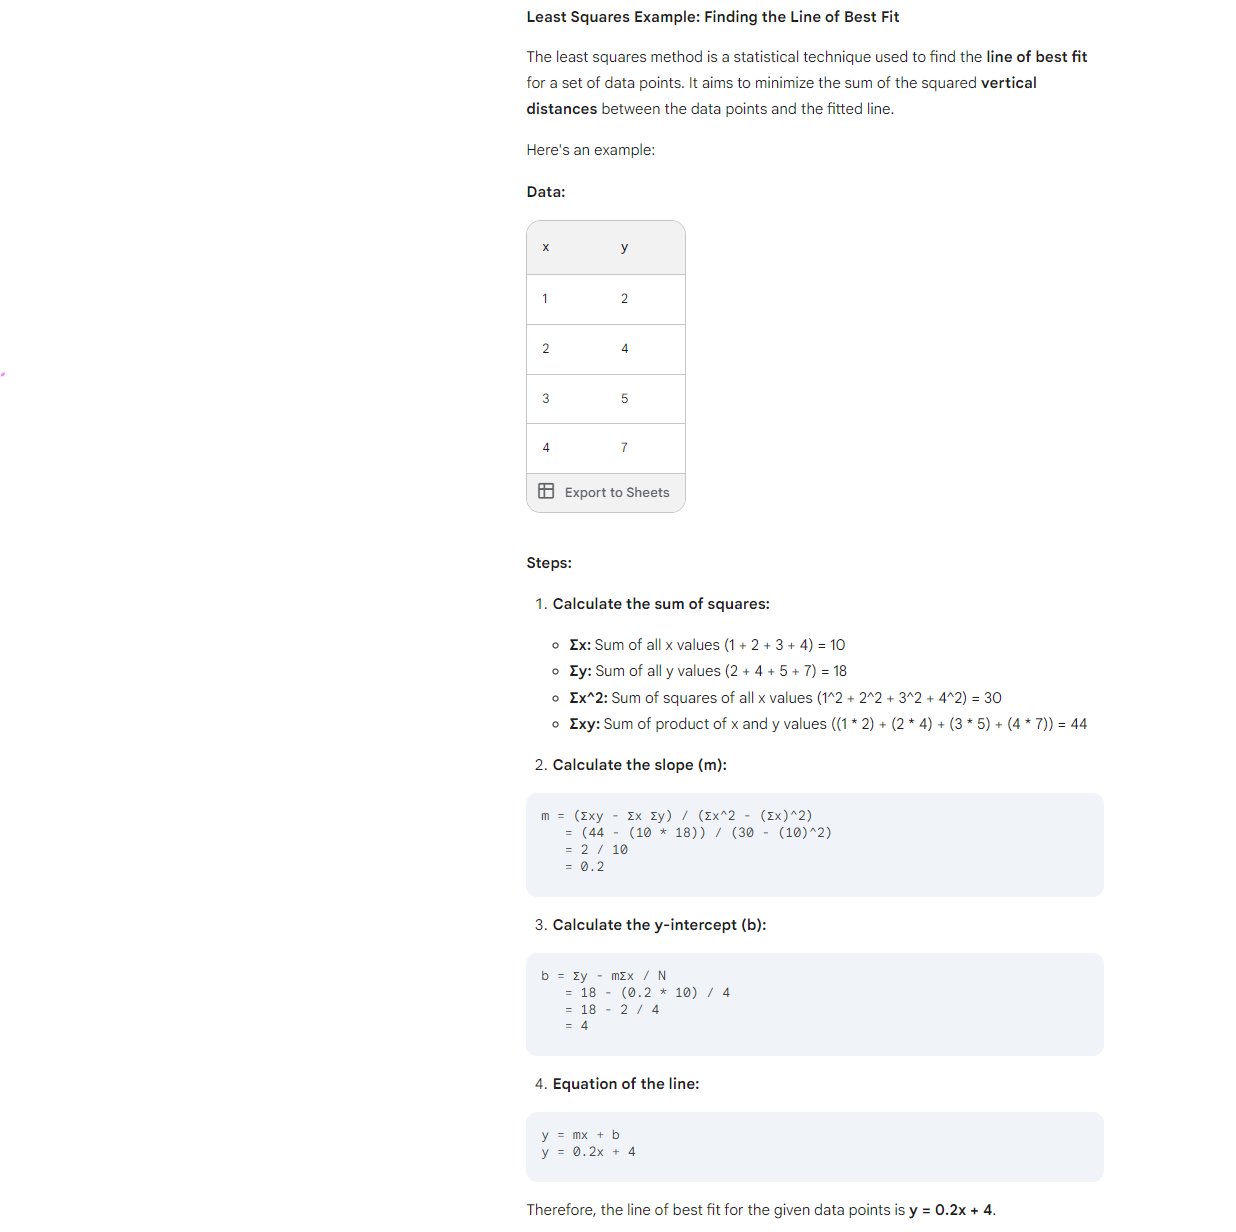 Least Squares Example: Finding the Line of Best Fit
The least squares method is a statistical technique used to find the line of best fit
for a set of data points. It aims to minimize the sum of the squared vertical
distances between the data points and the fitted line.
Here's an example:
Data:
x y
1 2
2 4
3 5
4 7
Export to Sheets
Steps:
1. Calculate the sum of squares:
◦ Σx: Sum of all x values (1 + 2 + 3 + 4) = 10
◦ Σy: Sum of all y values (2 + 4 + 5 + 7) = 18
◦ Σx^2: Sum of squares of all x values (1^2 + 2^2 + 3^2 + 4^2) = 30
◦ Σxy: Sum of product of x and y values ((1 * 2) + (2 * 4) + (3 * 5) + (4 * 7)) = 44
2. Calculate the slope (m):
m = (Σxy - Σx Σy) / (Σx^2 - (Σx)^2)
= (44 - (10 * 18)) / (30 - (10)^2)
= 2 / 10
= 0.2
3. Calculate the y-intercept (b):
b = Σy - mΣx / N
= 18 - (0.2 * 10) / 4
= 18 - 2 / 4
= 4
4. Equation of the line:
y = mx + b
y = 0.2x + 4
Therefore, the line of best fit for the given data points is y = 0.2x + 4.